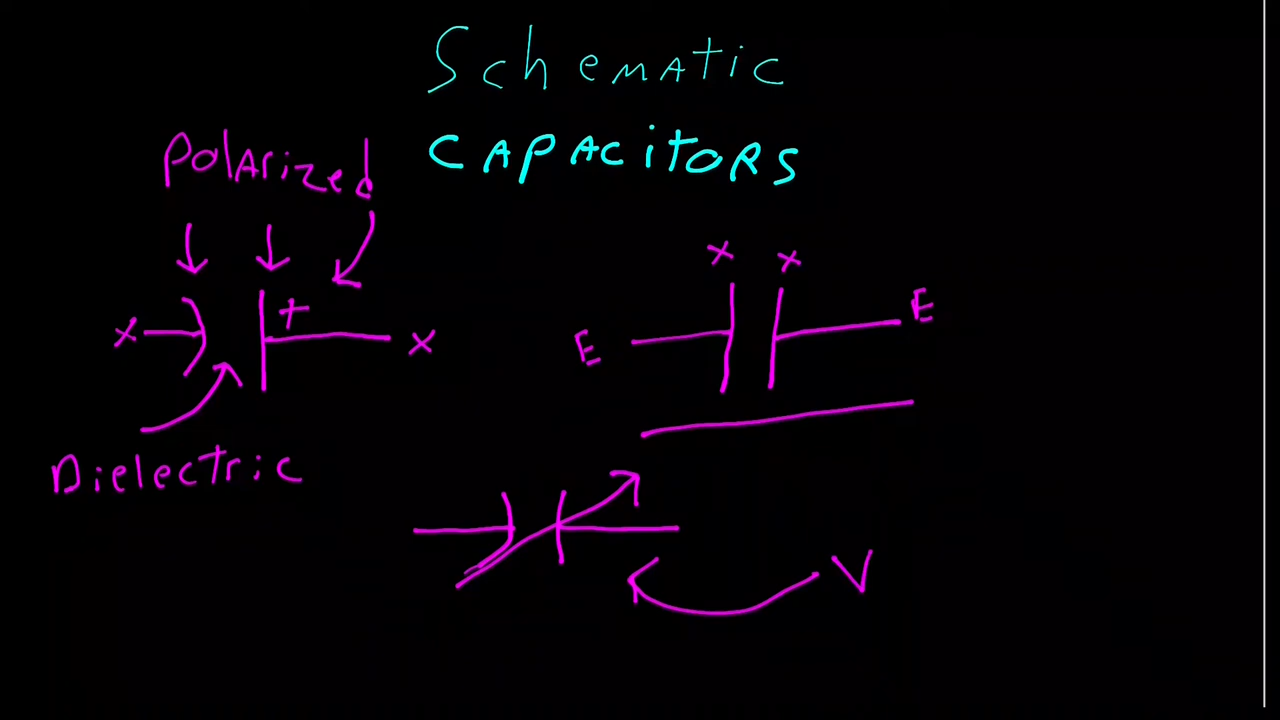 Schematic
CAPACITORS
Polarized
X X
+
X X
E E
Dielectric
V